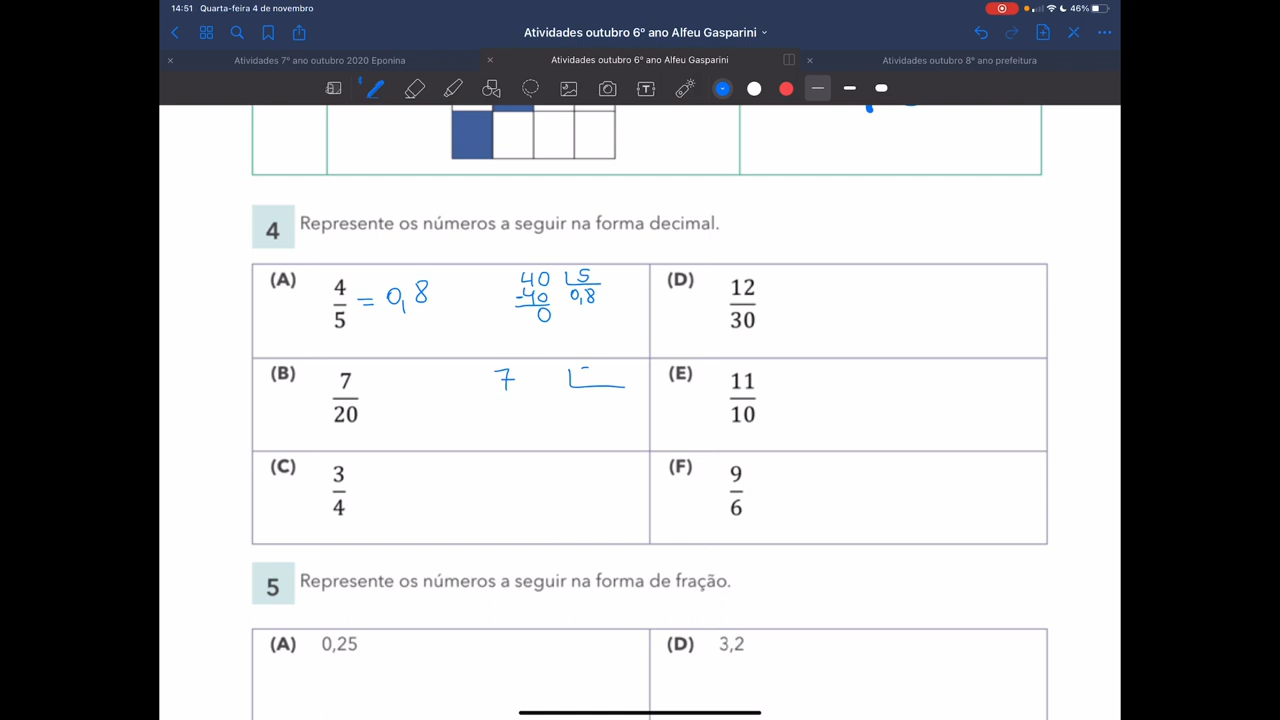 14:51 Quarta-feira 4 de novembro 46%
Atividades outubro 6º ano Alfeu Gasparini
Atividades 7º ano outubro 2020 Eponina
Atividades outubro 6º ano Alfeu Gasparini
Atividades outubro 8º ano prefeitura
4 Represente os números a seguir na forma decimal.
(A) 4/5 = 0,8
40 5
-40 0,8
0
(D) 12/30
(B) 7/20
7
(E) 11/10
(C) 3/4
(F) 9/6
5 Represente os números a seguir na forma de fração.
(A) 0,25
(D) 3,2